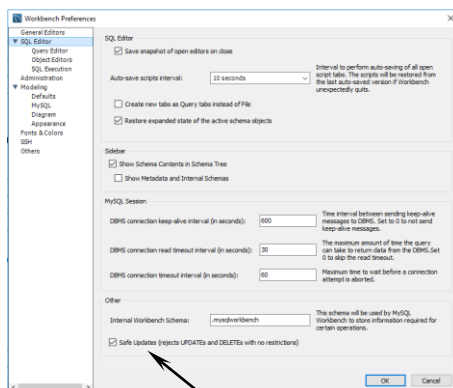 Workbench Preferences
General Editors
SQL Editor
Query Editor
Object Editors
SQL Execution
Administration
Modeling
Defaults
MySQL
Diagram
Appearance
Fonts & Colors
SSH
Others
SQL Editor
Save snapshot of open editors on close
Auto-save scripts interval:
10 seconds
Interval to perform auto-saving of all open
script tabs. The scripts will be restored from
the last auto-saved version if Workbench
unexpectedly quits.
Create new tabs as Query tabs instead of File
Restore expanded state of the active schema objects
Sidebar
Show Schema Contents in Schema Tree
Show Metadata and Internal Schemas
MySQL Session
DBMS connection keep-alive interval (in seconds):
600
Time interval between sending keep-alive
messages to DBMS. Set to 0 to not send
keep-alive messages.
DBMS connection read timeout interval (in seconds):
30
The maximum amount of time the query
can take to return data from the DBMS.Set
0 to skip the read timeout.
DBMS connection timeout interval (in seconds):
60
Maximum time to wait before a connection
attempt is aborted.
Other
Internal Workbench Schema:
.mysqlworkbench
This schema will be used by MySQL
Workbench to store information required for
certain operations.
Safe Updates (rejects UPDATEs and DELETEs with no restrictions)
OK
Cancel